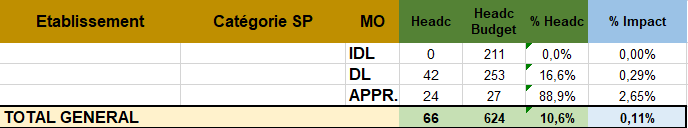 Etablissement Catégorie SP MO Headc Headc Budget % Headc % Impact
IDL 0 211 0,0% 0,00%
DL 42 253 16,6% 0,29%
APPR. 24 27 88,9% 2,65%
TOTAL GENERAL 66 624 10,6% 0,11%